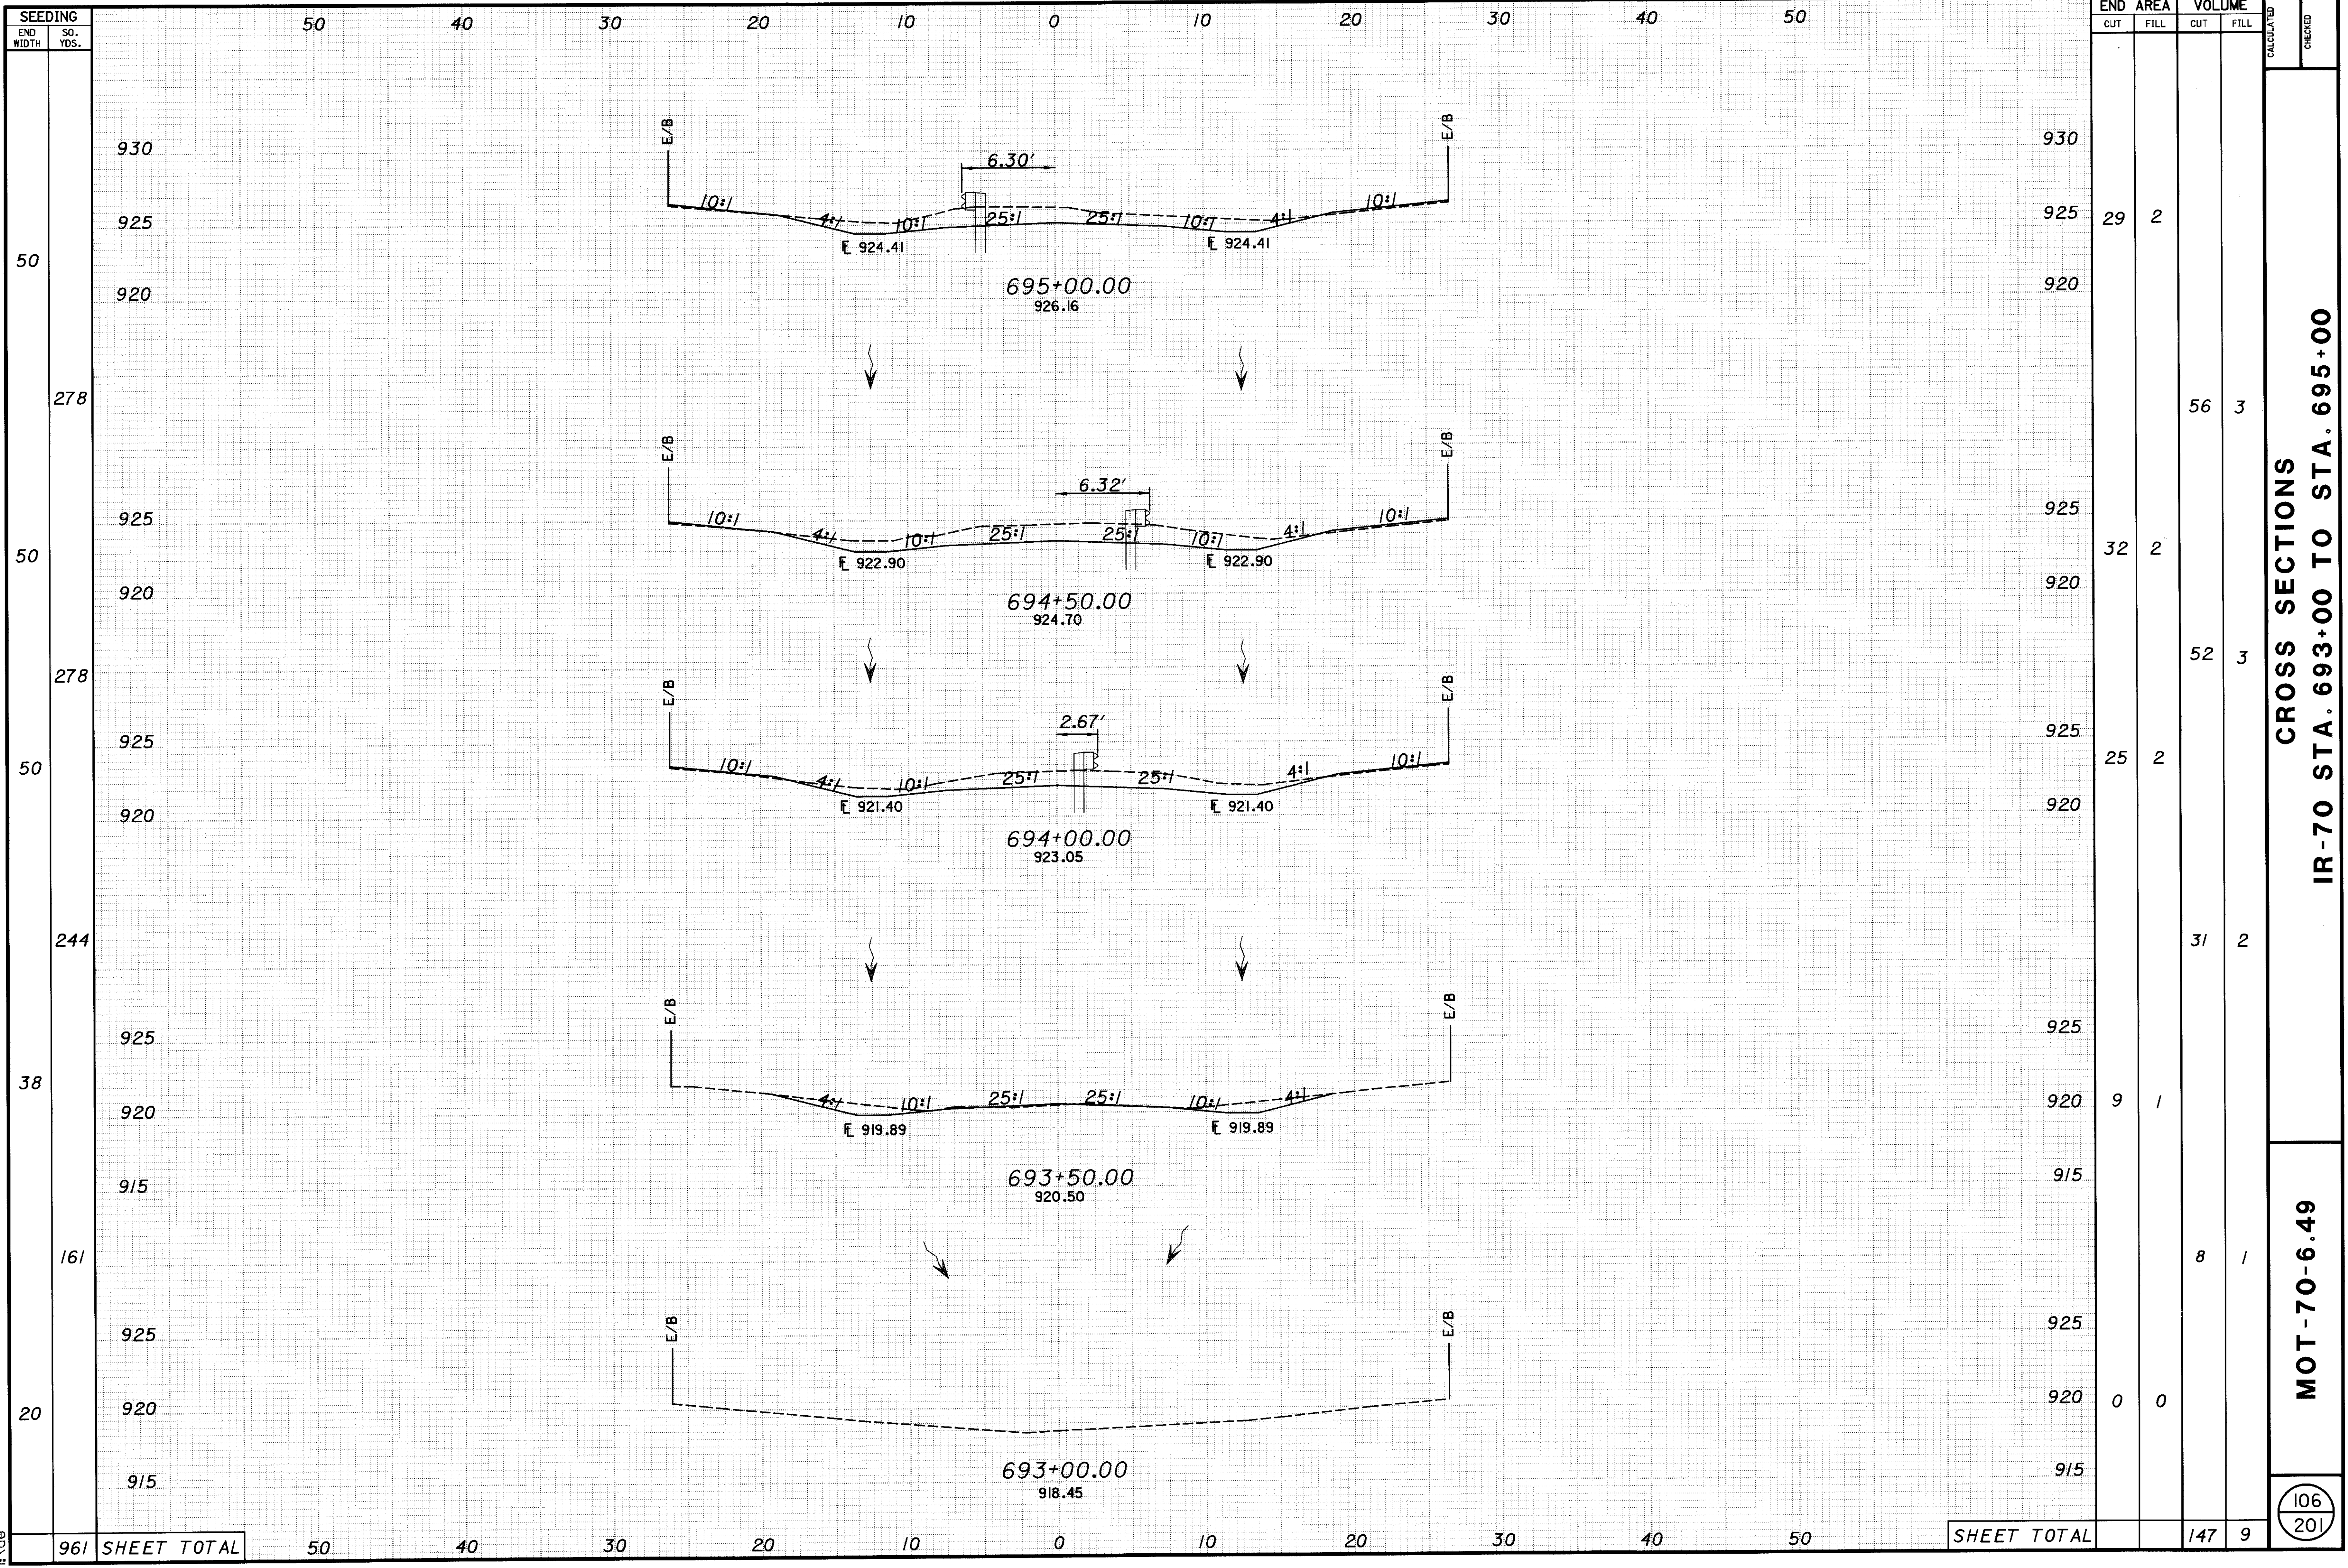 SEEDING
END WIDTH
SQ. YDS.
50 40 30 20 10 0 10 20 30 40 50
END AREA
VOLUME
CUT FILL CUT FILL
CALCULATED
CHECKED
E/B
E/B
930
930
6.30'
10:1 4:1 10:1 25:1 25:1 10:1 4:1 10:1
925
925
29 2
FL 924.41
FL 924.41
50
920
695+00.00
920
926.16
278
56 3
E/B
E/B
6.32'
925
925
10:1 4:1 10:1 25:1 25:1 10:1 4:1 10:1
50
32 2
FL 922.90
FL 922.90
920
694+50.00
920
924.70
278
52 3
E/B
E/B
2.67'
925
925
50
10:1 4:1 10:1 25:1 25:1 4:1 10:1
25 2
FL 921.40
FL 921.40
920
920
694+00.00
923.05
244
31 2
E/B
E/B
925
925
38
4:1 10:1 25:1 25:1 10:1 4:1
920
920
9 1
FL 919.89
FL 919.89
915
693+50.00
915
920.50
161
8 1
E/B
E/B
925
925
20
920
920
0 0
915
693+00.00
915
918.45
961 SHEET TOTAL
50 40 30 20 10 0 10 20 30 40 50
SHEET TOTAL
147 9
CROSS SECTIONS
IR-70 STA. 693+00 TO STA. 695+00
MOT-70-6.49
106
201